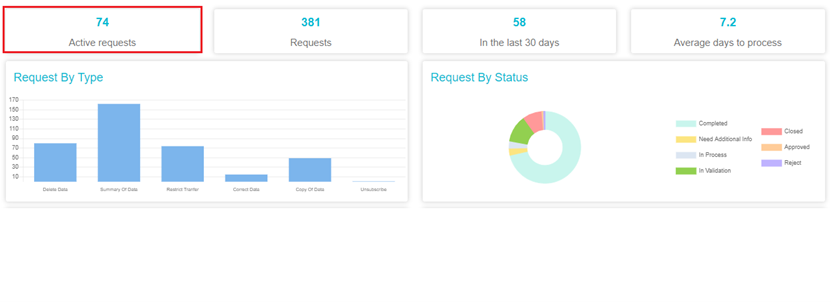 74
Active requests
381
Requests
58
In the last 30 days
7.2
Average days to process
Request By Type
170
150
130
110
90
70
50
30
10
Delete Data
Summary Of Data
Restrict Tranfer
Correct Data
Copy Of Data
Unsubscribe
Request By Status
Completed
Need Additional Info
In Process
In Validation
Closed
Approved
Reject